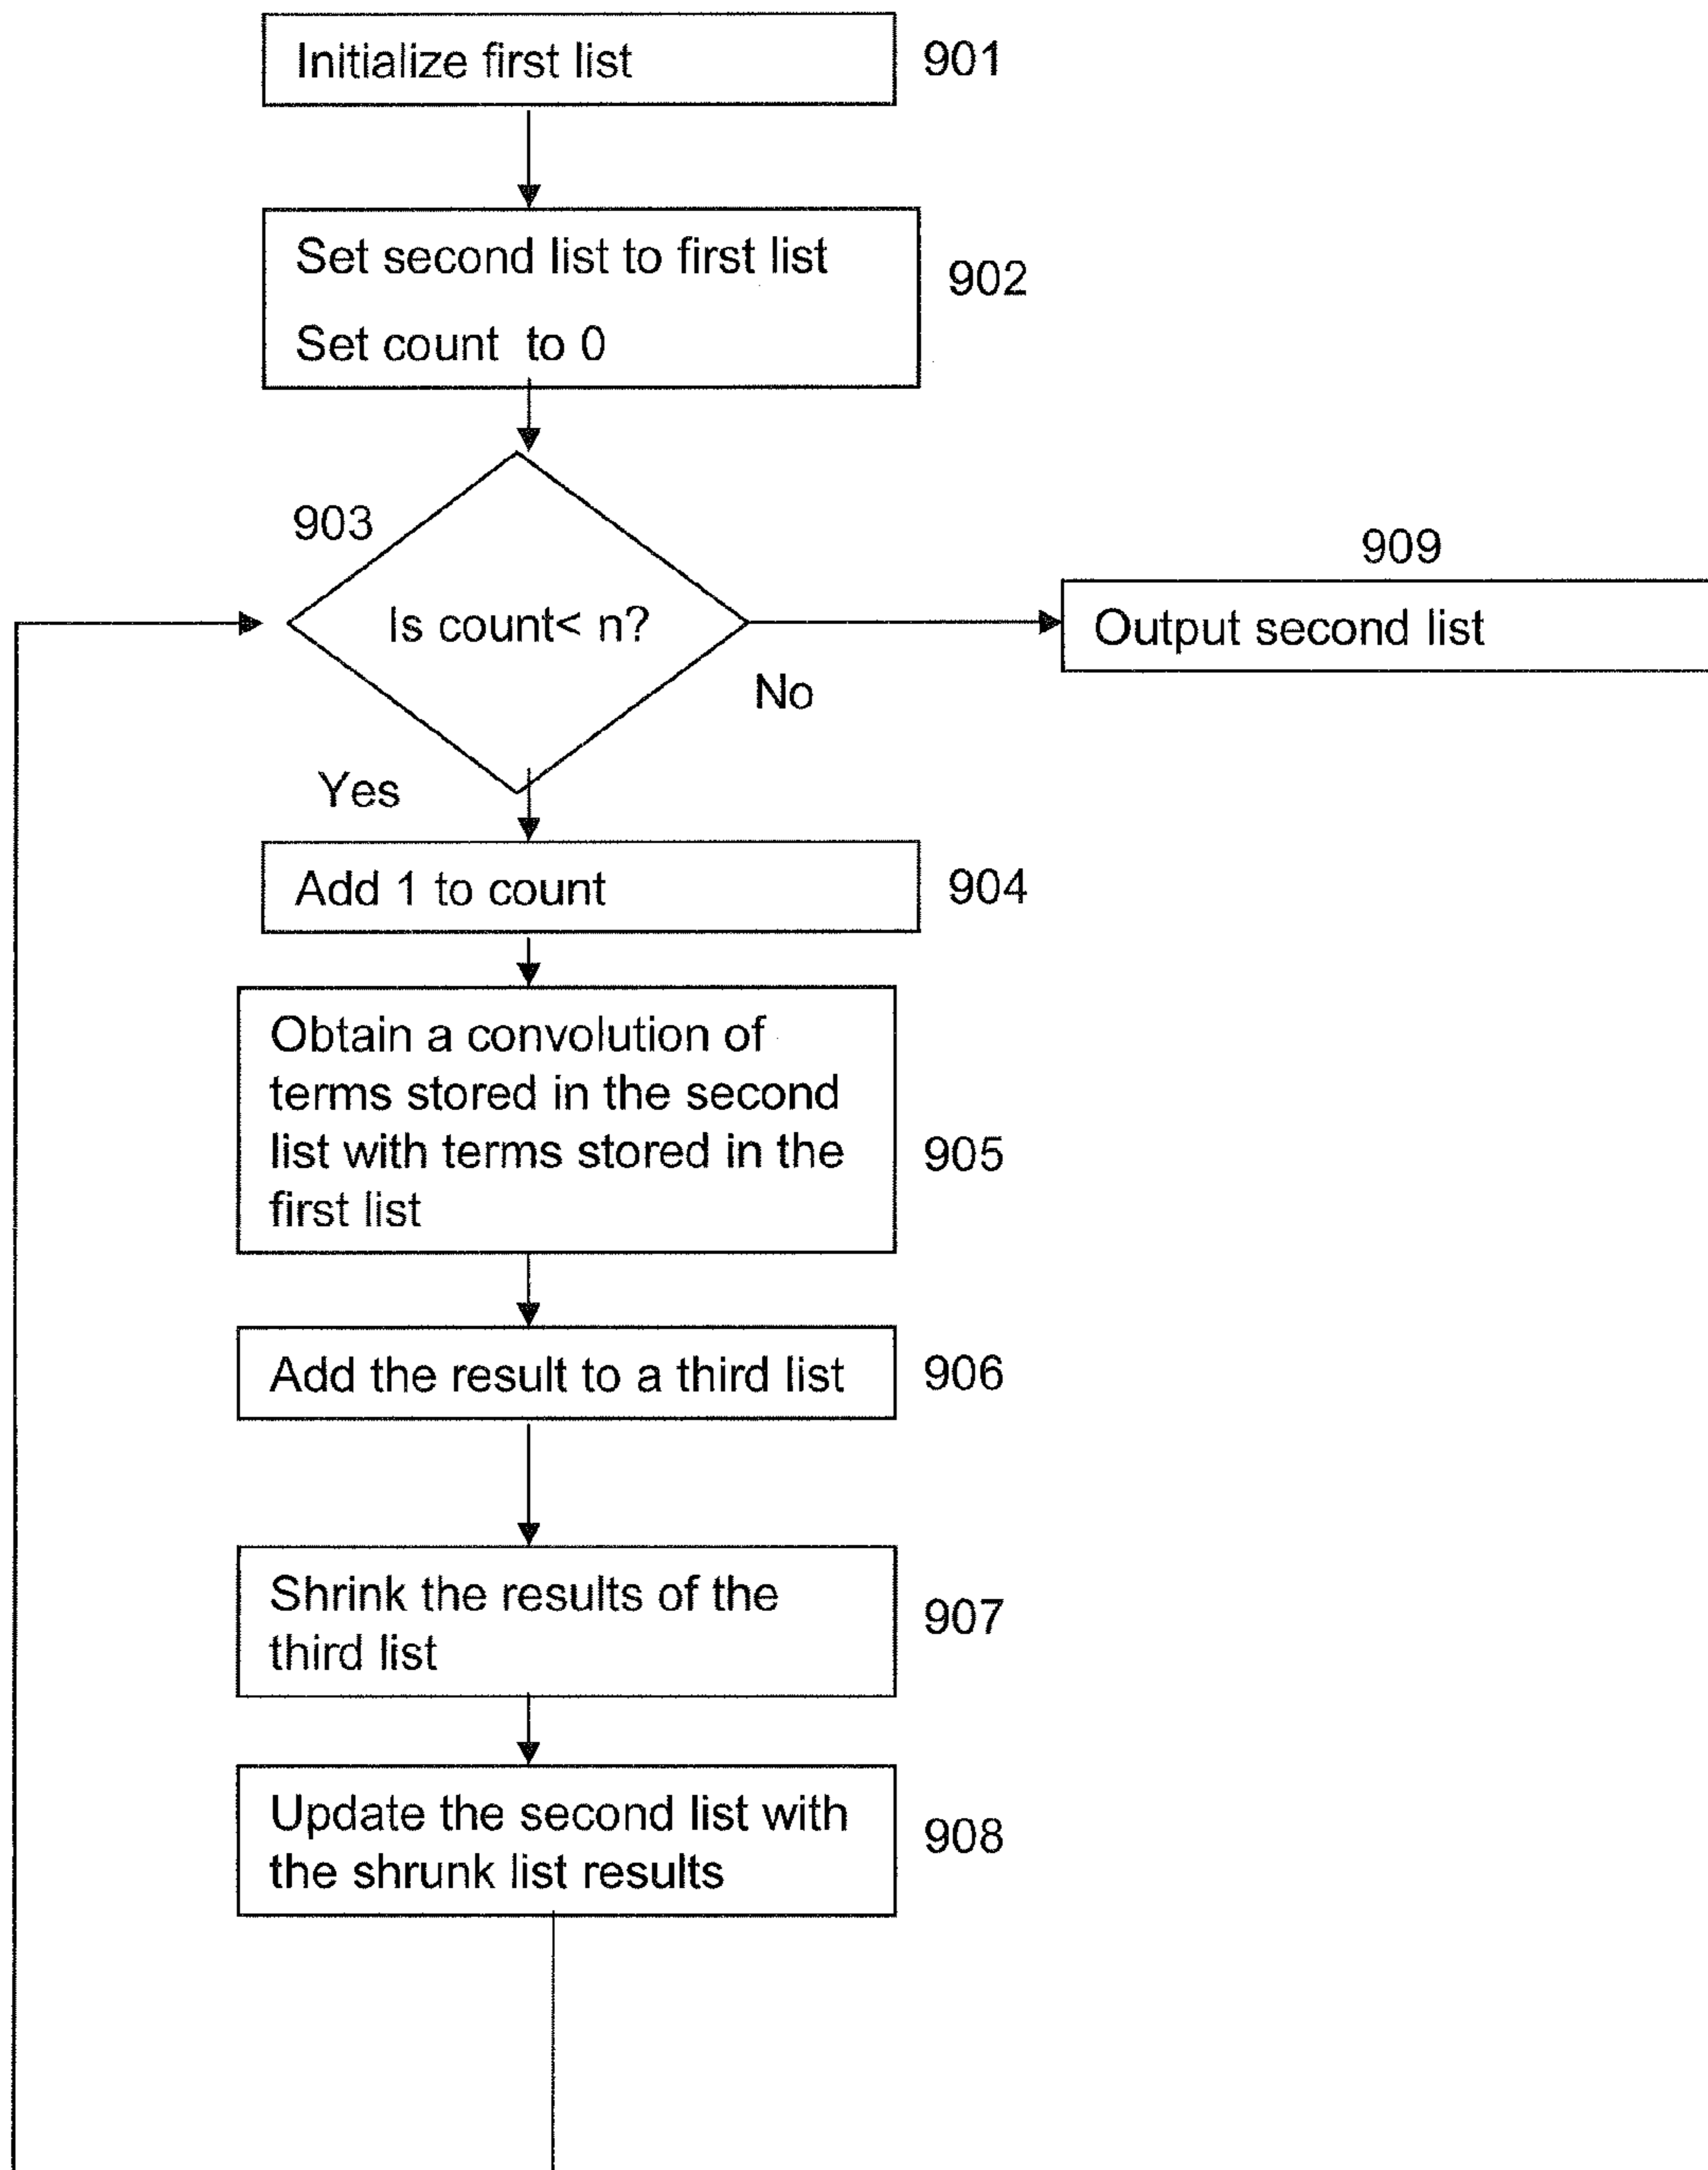 Initialize first list
901
Set second list to first list
Set count to 0
902
903
Is count< n?
No
Yes
909
Output second list
Add 1 to count
904
Obtain a convolution of
terms stored in the second
list with terms stored in the
first list
905
Add the result to a third list
906
Shrink the results of the
third list
907
Update the second list with
the shrunk list results
908